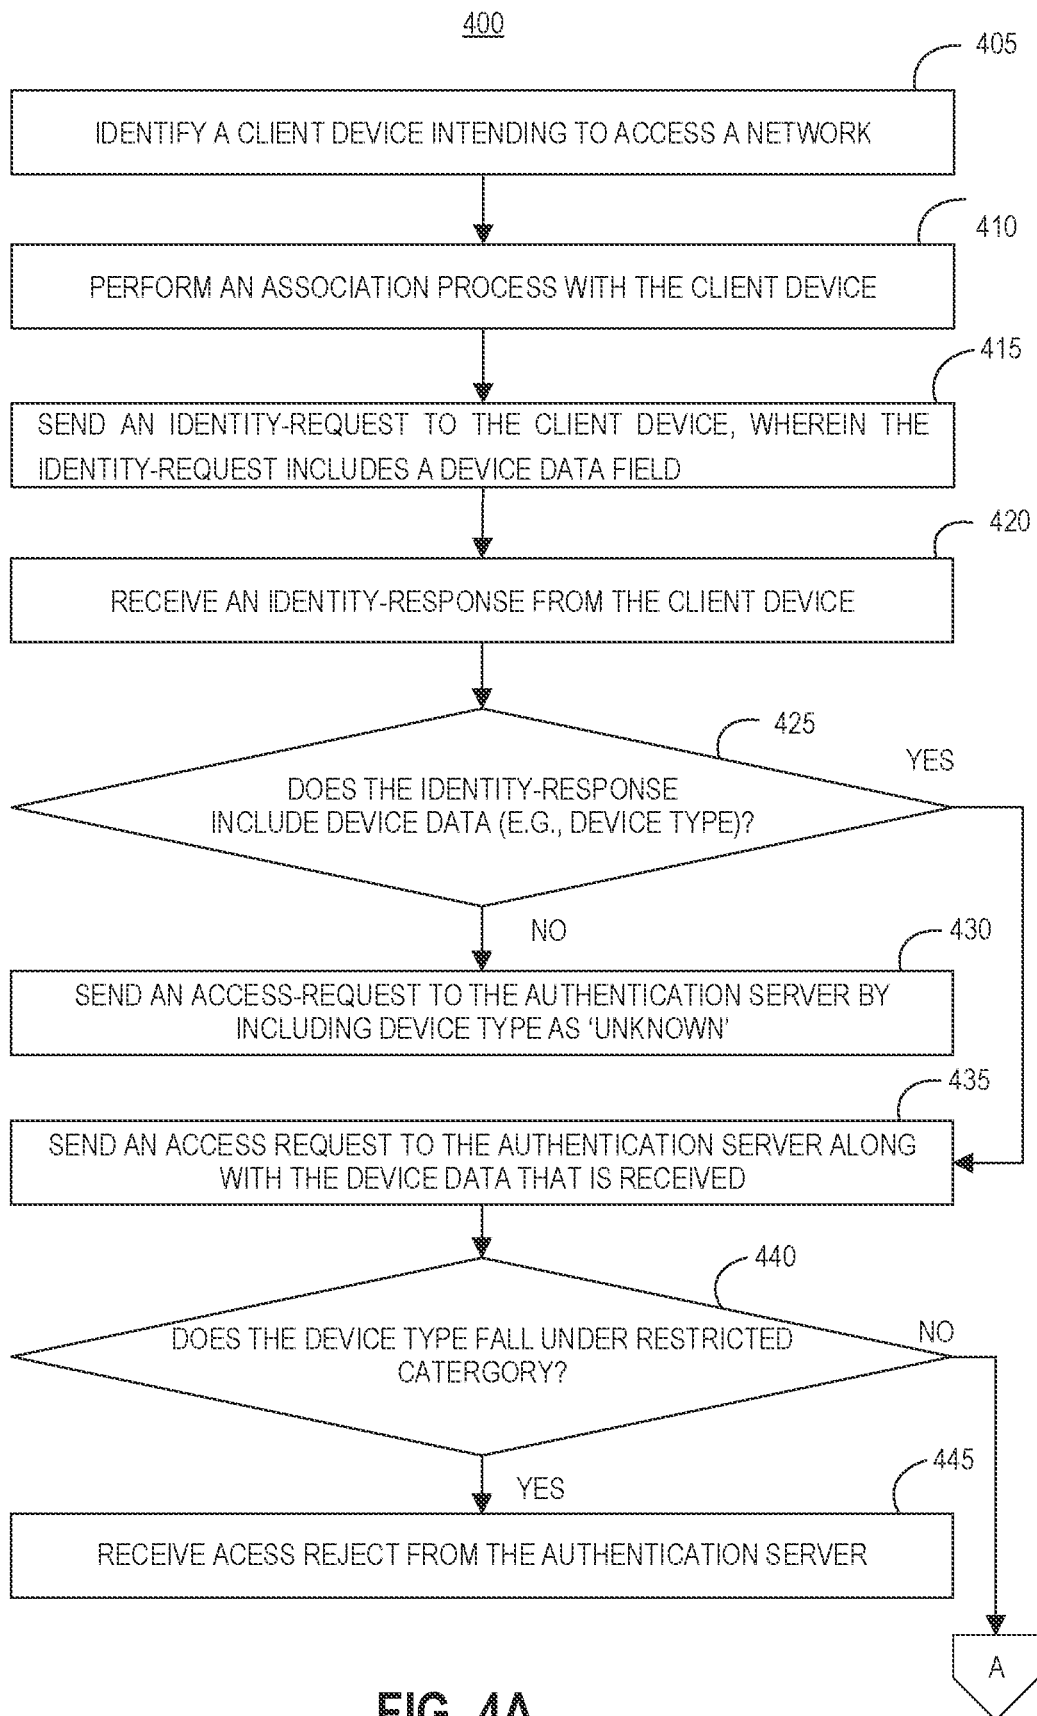 400
405
IDENTIFY A CLIENT DEVICE INTENDING TO ACCESS A NETWORK
410
PERFORM AN ASSOCIATION PROCESS WITH THE CLIENT DEVICE
415
SEND AN IDENTITY-REQUEST TO THE CLIENT DEVICE, WHEREIN THE
IDENTITY-REQUEST INCLUDES A DEVICE DATA FIELD
420
RECEIVE AN IDENTITY-RESPONSE FROM THE CLIENT DEVICE
425
YES
DOES THE IDENTITY-RESPONSE
INCLUDE DEVICE DATA (E.G., DEVICE TYPE)?
NO
430
SEND AN ACCESS-REQUEST TO THE AUTHENTICATION SERVER BY
INCLUDING DEVICE TYPE AS 'UNKNOWN'
435
SEND AN ACCESS REQUEST TO THE AUTHENTICATION SERVER ALONG
WITH THE DEVICE DATA THAT IS RECEIVED
440
NO
DOES THE DEVICE TYPE FALL UNDER RESTRICTED
CATERGORY?
YES
445
RECEIVE ACESS REJECT FROM THE AUTHENTICATION SERVER
A
FIG. 4A